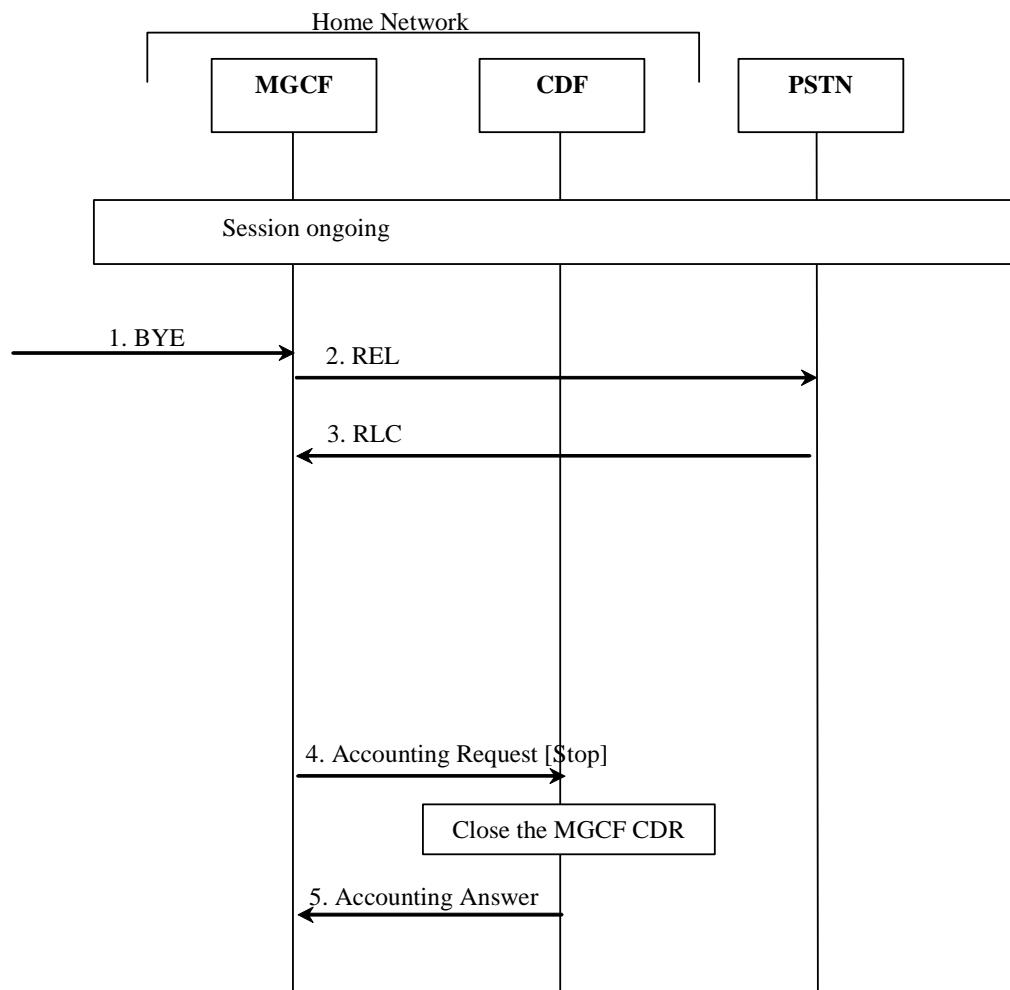 Home Network
MGCF
CDF
PSTN
Session ongoing
1. BYE
2. REL
3. RLC
4. Accounting Request [Stop]
Close the MGCF CDR
5. Accounting Answer